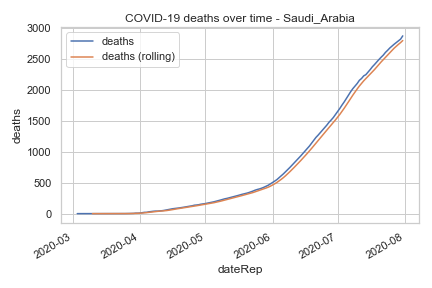 COVID-19 deaths over time - Saudi_Arabia
deaths
deaths (rolling)
3000
2500
2000
1500
1000
500
0
deaths
2020-03
2020-04
2020-05
2020-06
2020-07
2020-08
dateRep